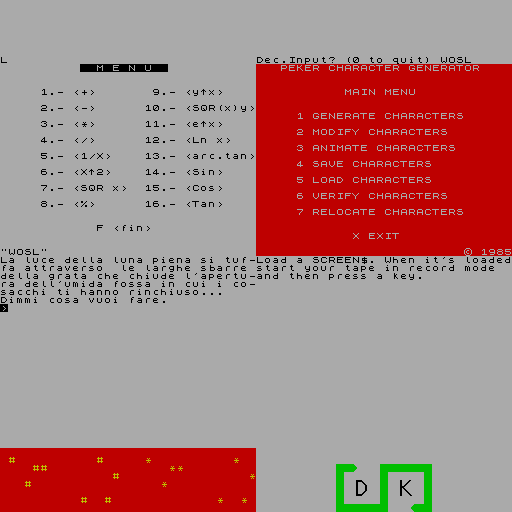 L
M E N U
1.- <+> 9.- <y↑x>
2.- <-> 10.- <SQR(x)y>
3.- <*> 11.- <e↑x>
4.- </> 12.- <Ln x>
5.- <1/X> 13.- <arc.tan>
6.- <X↑2> 14.- <Sin>
7.- <SQR x> 15.- <Cos>
8.- <%> 16.- <Tan>
F <fin>
"WOSL"
Dec.Input? (0 to quit) WOSL
PEKER CHARACTER GENERATOR
MAIN MENU
1 GENERATE CHARACTERS
2 MODIFY CHARACTERS
3 ANIMATE CHARACTERS
4 SAVE CHARACTERS
5 LOAD CHARACTERS
6 VERIFY CHARACTERS
7 RELOCATE CHARACTERS
X EXIT
© 1985
La luce della luna piena si tuf-
fa attraverso le larghe sbarre
della grata che chiude l'apertu-
ra dell'umida fossa in cui i co-
sacchi ti hanno rinchiuso...
Dimmi cosa vuoi fare.
>
Load a SCREEN$. When it's loaded
start your tape in record mode
and then press a key.
D K